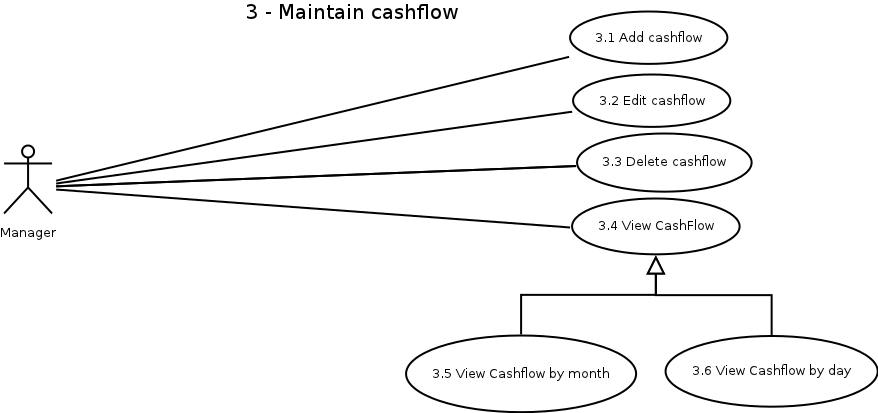 3 - Maintain cashflow
3.1 Add cashflow
3.2 Edit cashflow
3.3 Delete cashflow
3.4 View CashFlow
Manager
3.5 View Cashflow by month
3.6 View Cashflow by day